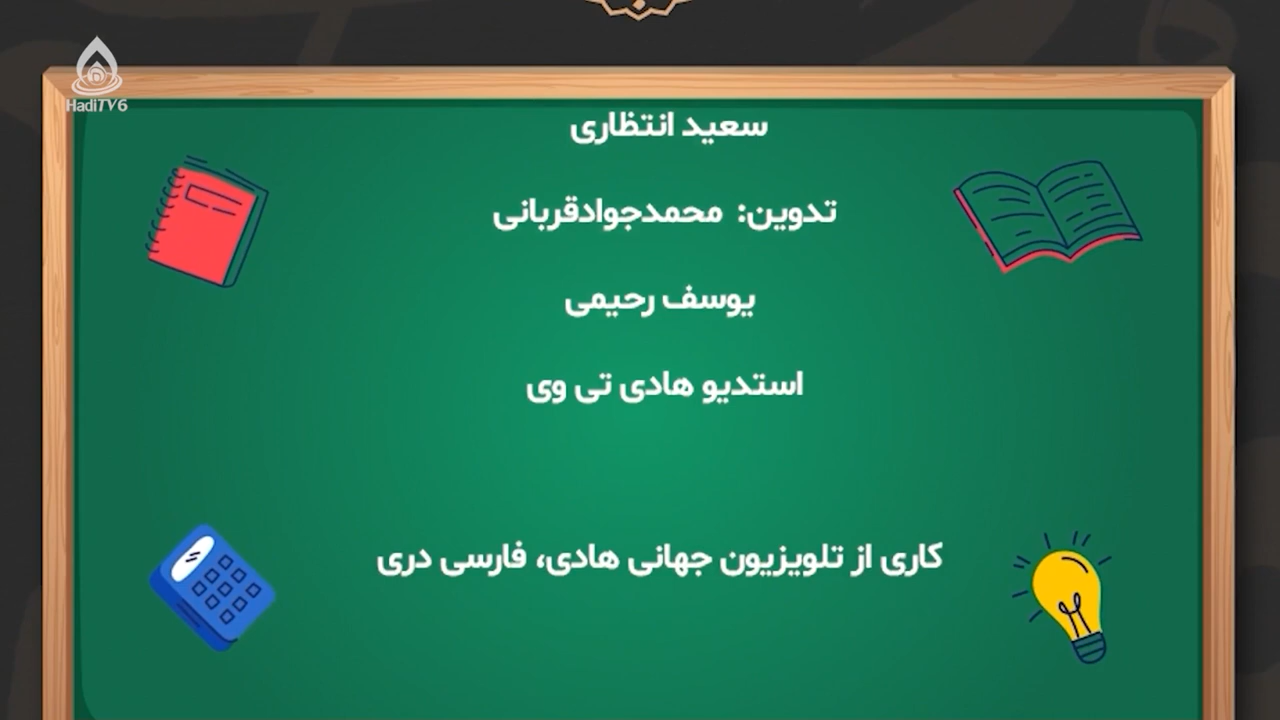 HadiTV6
سعید انتظاری
تدوین: محمدجوادقربانی
یوسف رحیمی
استدیو هادی تی وی
کاری از تلویزیون جهانی هادی، فارسی دری